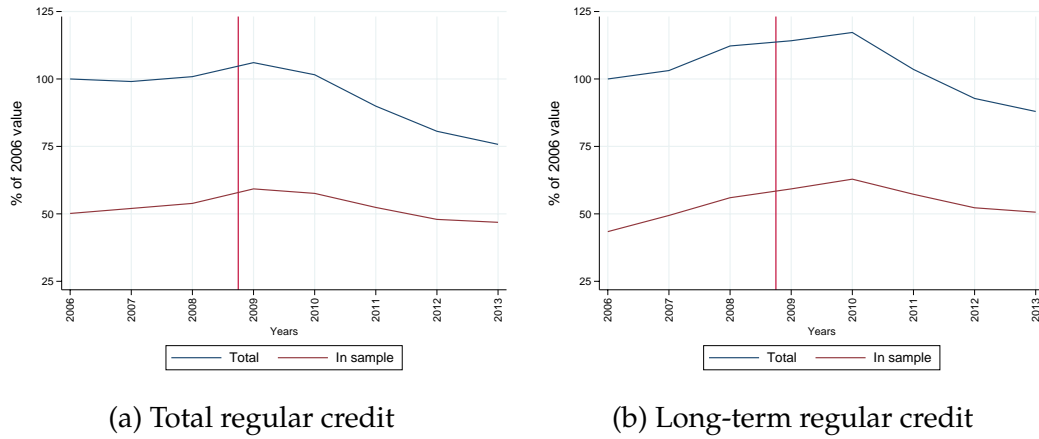 125
100
75
50
25
% of 2006 value
2006
2007
2008
2009
2010
2011
2012
2013
Years
Total
In sample
(a) Total regular credit
125
100
75
50
25
% of 2006 value
2006
2007
2008
2009
2010
2011
2012
2013
Years
Total
In sample
(b) Long-term regular credit